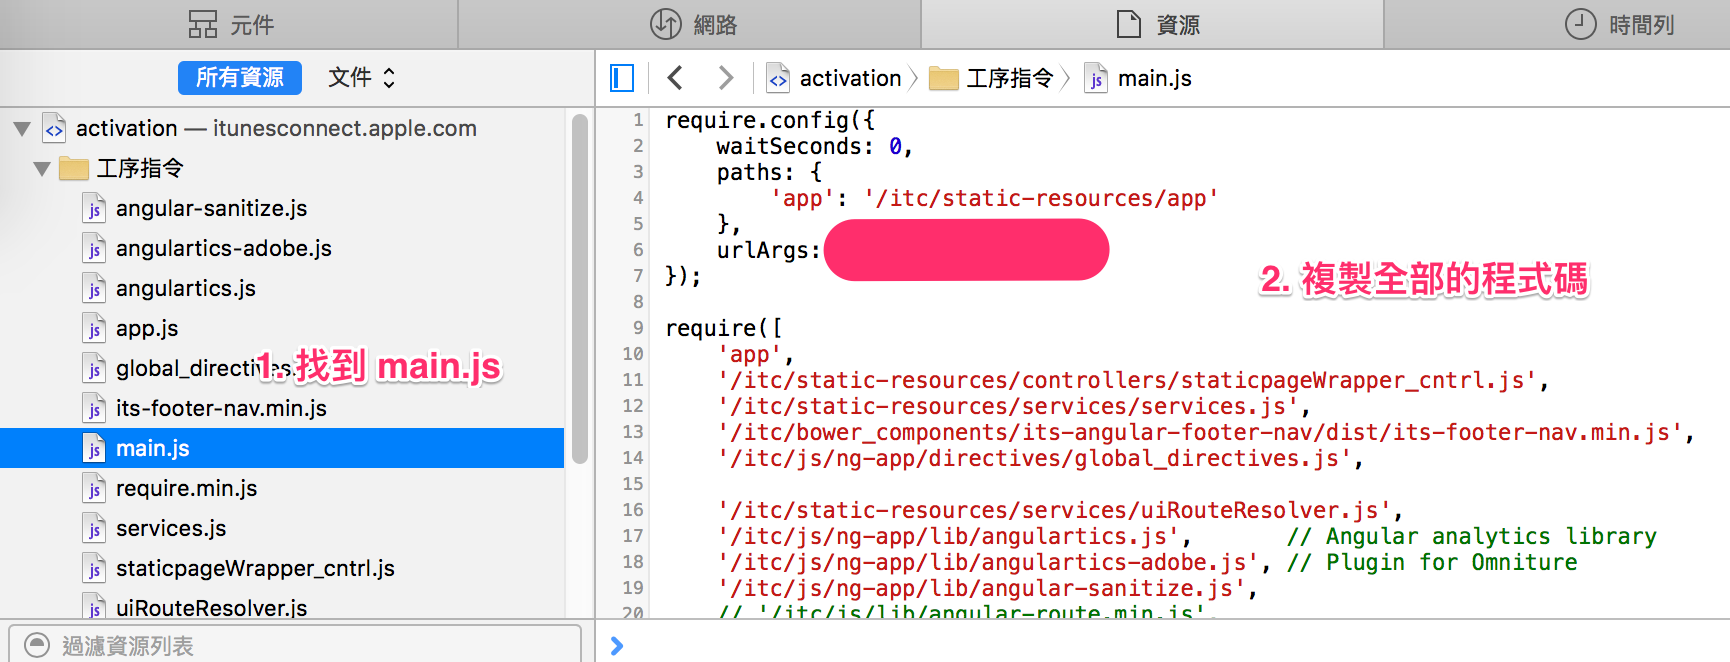 元件
網路
資源
時間列
所有資源 文件
activation 工序指令 main.js
activation — itunesconnect.apple.com
工序指令
angular-sanitize.js
angulartics-adobe.js
angulartics.js
app.js
global_directives.
1. 找到 main.js
its-footer-nav.min.js
main.js
require.min.js
services.js
staticpageWrapper_cntrl.js
uiRouteResolver.js
過濾資源列表
1 require.config({
2 waitSeconds: 0,
3 paths: {
4 'app': '/itc/static-resources/app'
5 },
6 urlArgs:
7 });
2. 複製全部的程式碼
8
9 require([
10 'app',
11 '/itc/static-resources/controllers/staticpageWrapper_cntrl.js',
12 '/itc/static-resources/services/services.js',
13 '/itc/bower_components/its-angular-footer-nav/dist/its-footer-nav.min.js',
14 '/itc/js/ng-app/directives/global_directives.js',
15
16 '/itc/static-resources/services/uiRouteResolver.js',
17 '/itc/js/ng-app/lib/angulartics.js', // Angular analytics library
18 '/itc/js/ng-app/lib/angulartics-adobe.js', // Plugin for Omniture
19 '/itc/js/ng-app/lib/angular-sanitize.js',
20 // '/itc/js/lib/angular-route.min.js',